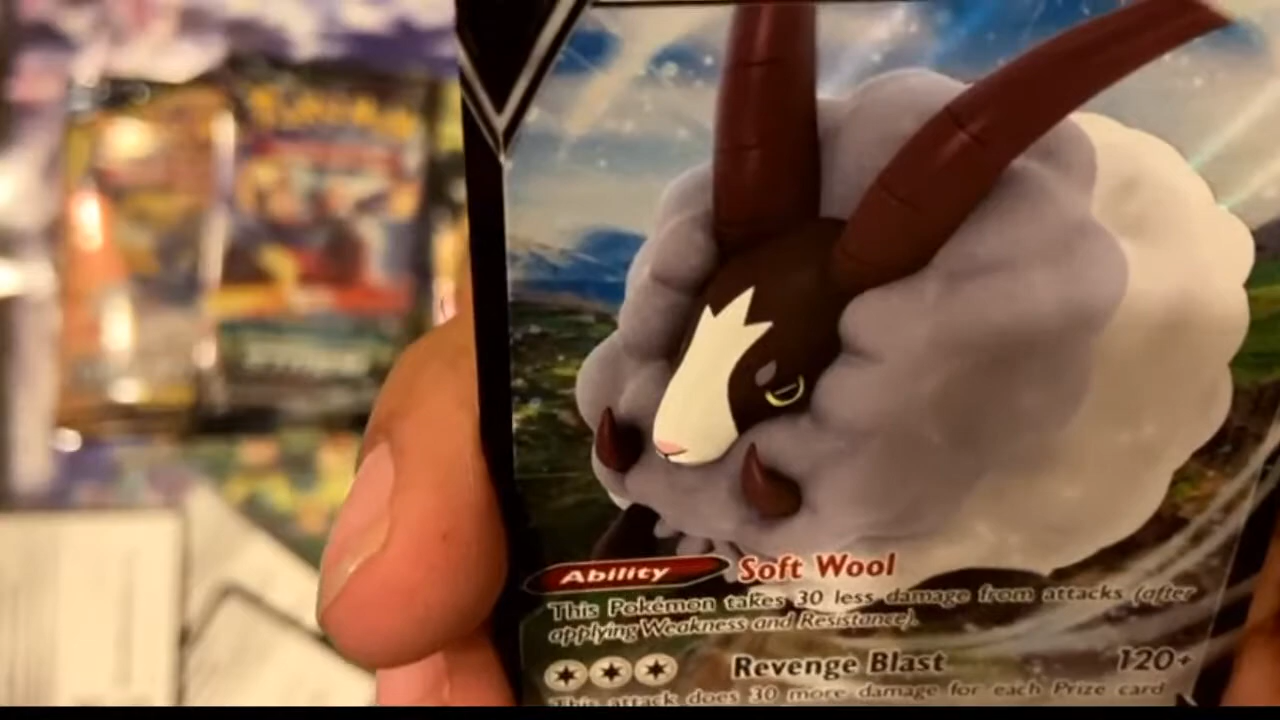 Pokémon
Ability Soft Wool
This Pokémon takes 30 less damage from attacks (after
applying Weakness and Resistance).
Revenge Blast 120+
This attack does 30 more damage for each Prize card